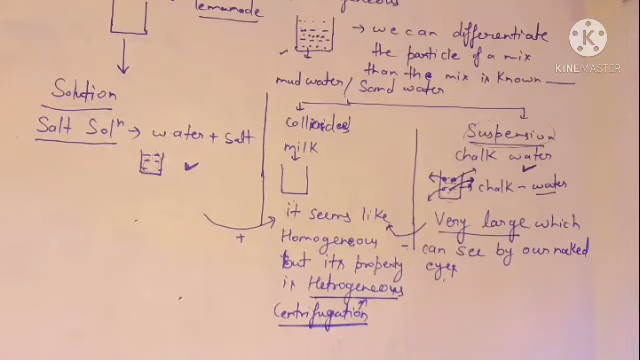 lemanade
geneous
→ we can differentiate
the particle of a mix
than the mix is known
KINEMASTER
mud water / Sand water
Solution
Salt Solⁿ → water + salt
colloidal
milk
Suspension
chalk water
chalk - water
it seems like
Homogeneous
but its property
is Hetrogeneous
Centrifugation
+
Very large which
- can see by our naked
eyes